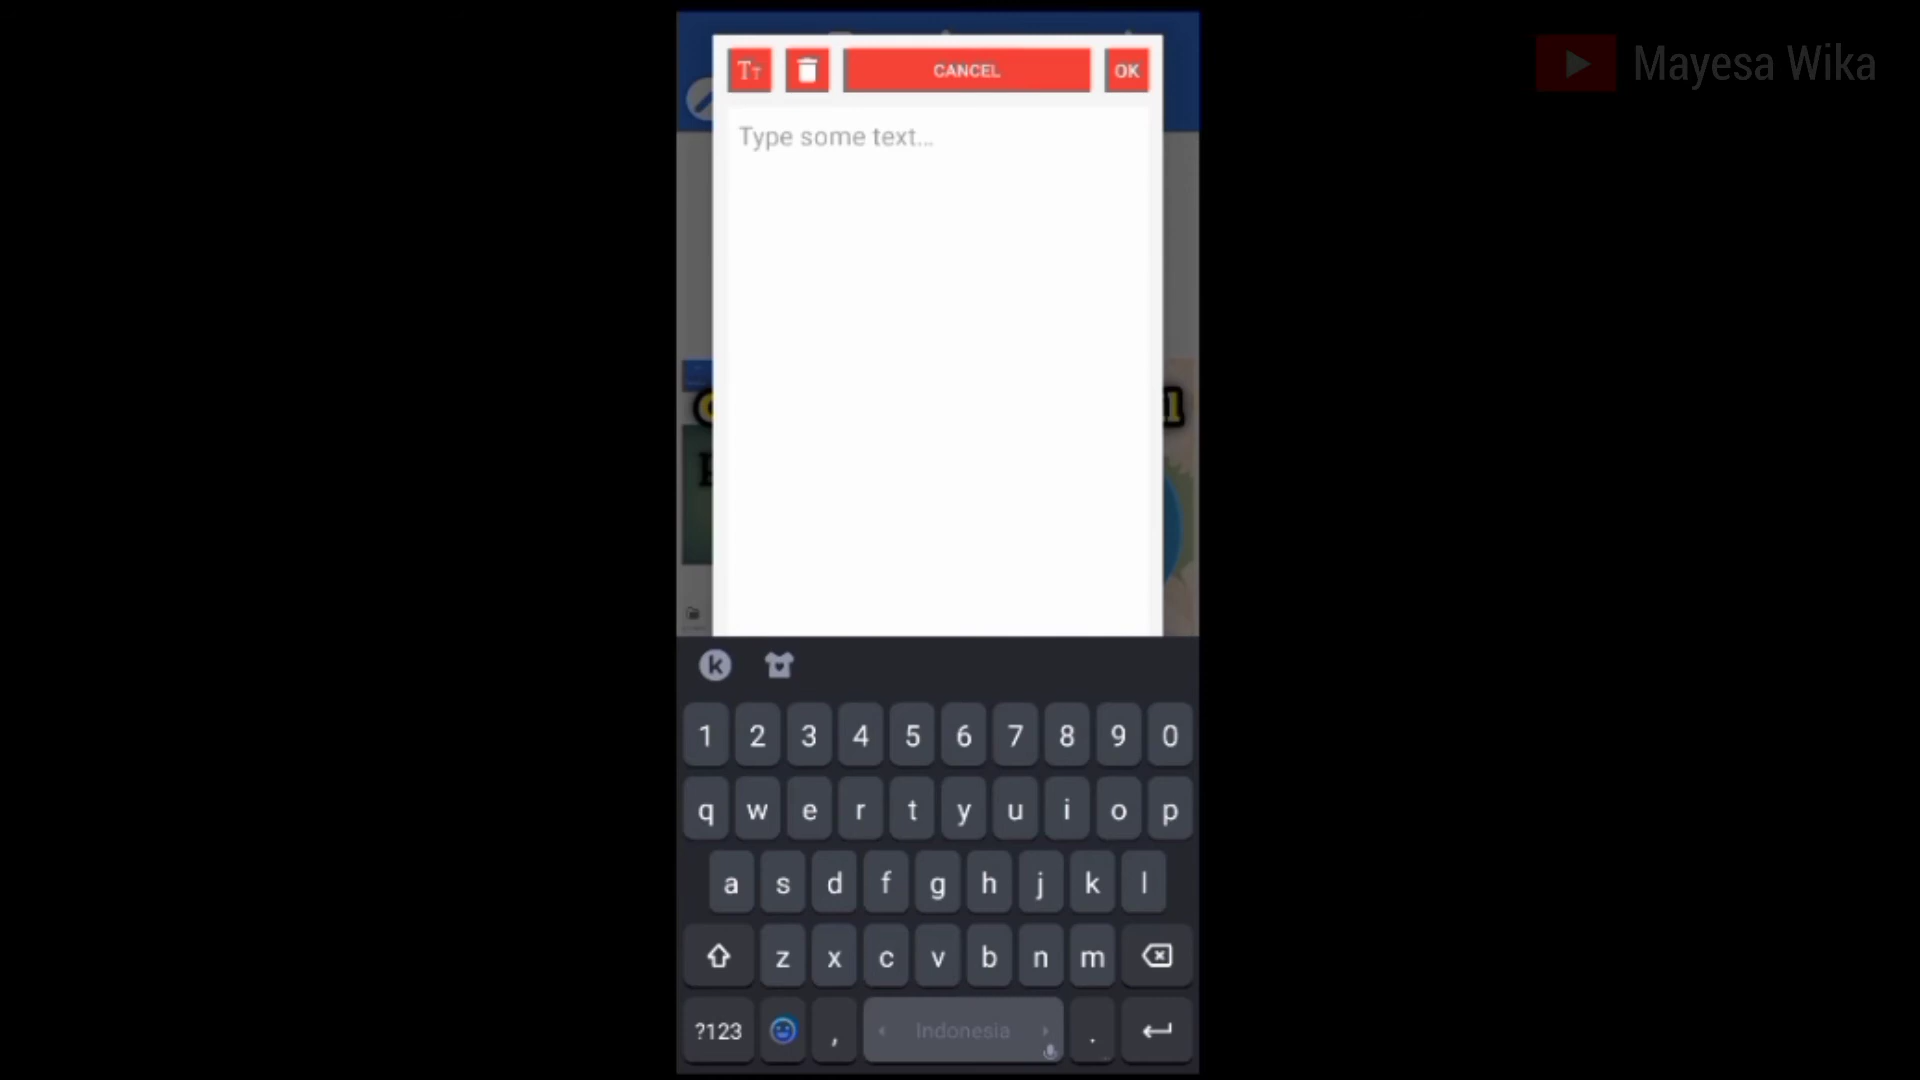 Mayesa Wika
Tт CANCEL OK
Type some text...
k
1 2 3 4 5 6 7 8 9 0
q w e r t y u i o p
a s d f g h j k l
z x c v b n m
?123 , Indonesia .